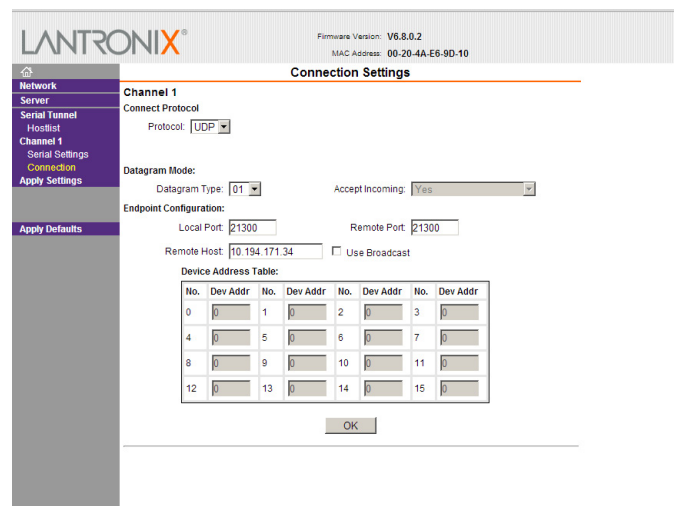 LANTRONIX®
Firmware Version: V6.8.0.2
MAC Address: 00-20-4A-E6-9D-10
Network
Server
Serial Tunnel
Hostlist
Channel 1
Serial Settings
Connection
Apply Settings
Apply Defaults
Connection Settings
Channel 1
Connect Protocol
Protocol: UDP
Datagram Mode:
Datagram Type: 01 Accept Incoming: Yes
Endpoint Configuration:
Local Port: 21300 Remote Port: 21300
Remote Host: 10.194.171.34 Use Broadcast
Device Address Table:
No. Dev Addr No. Dev Addr No. Dev Addr No. Dev Addr
0 0 1 0 2 0 3 0
4 0 5 0 6 0 7 0
8 0 9 0 10 0 11 0
12 0 13 0 14 0 15 0
OK